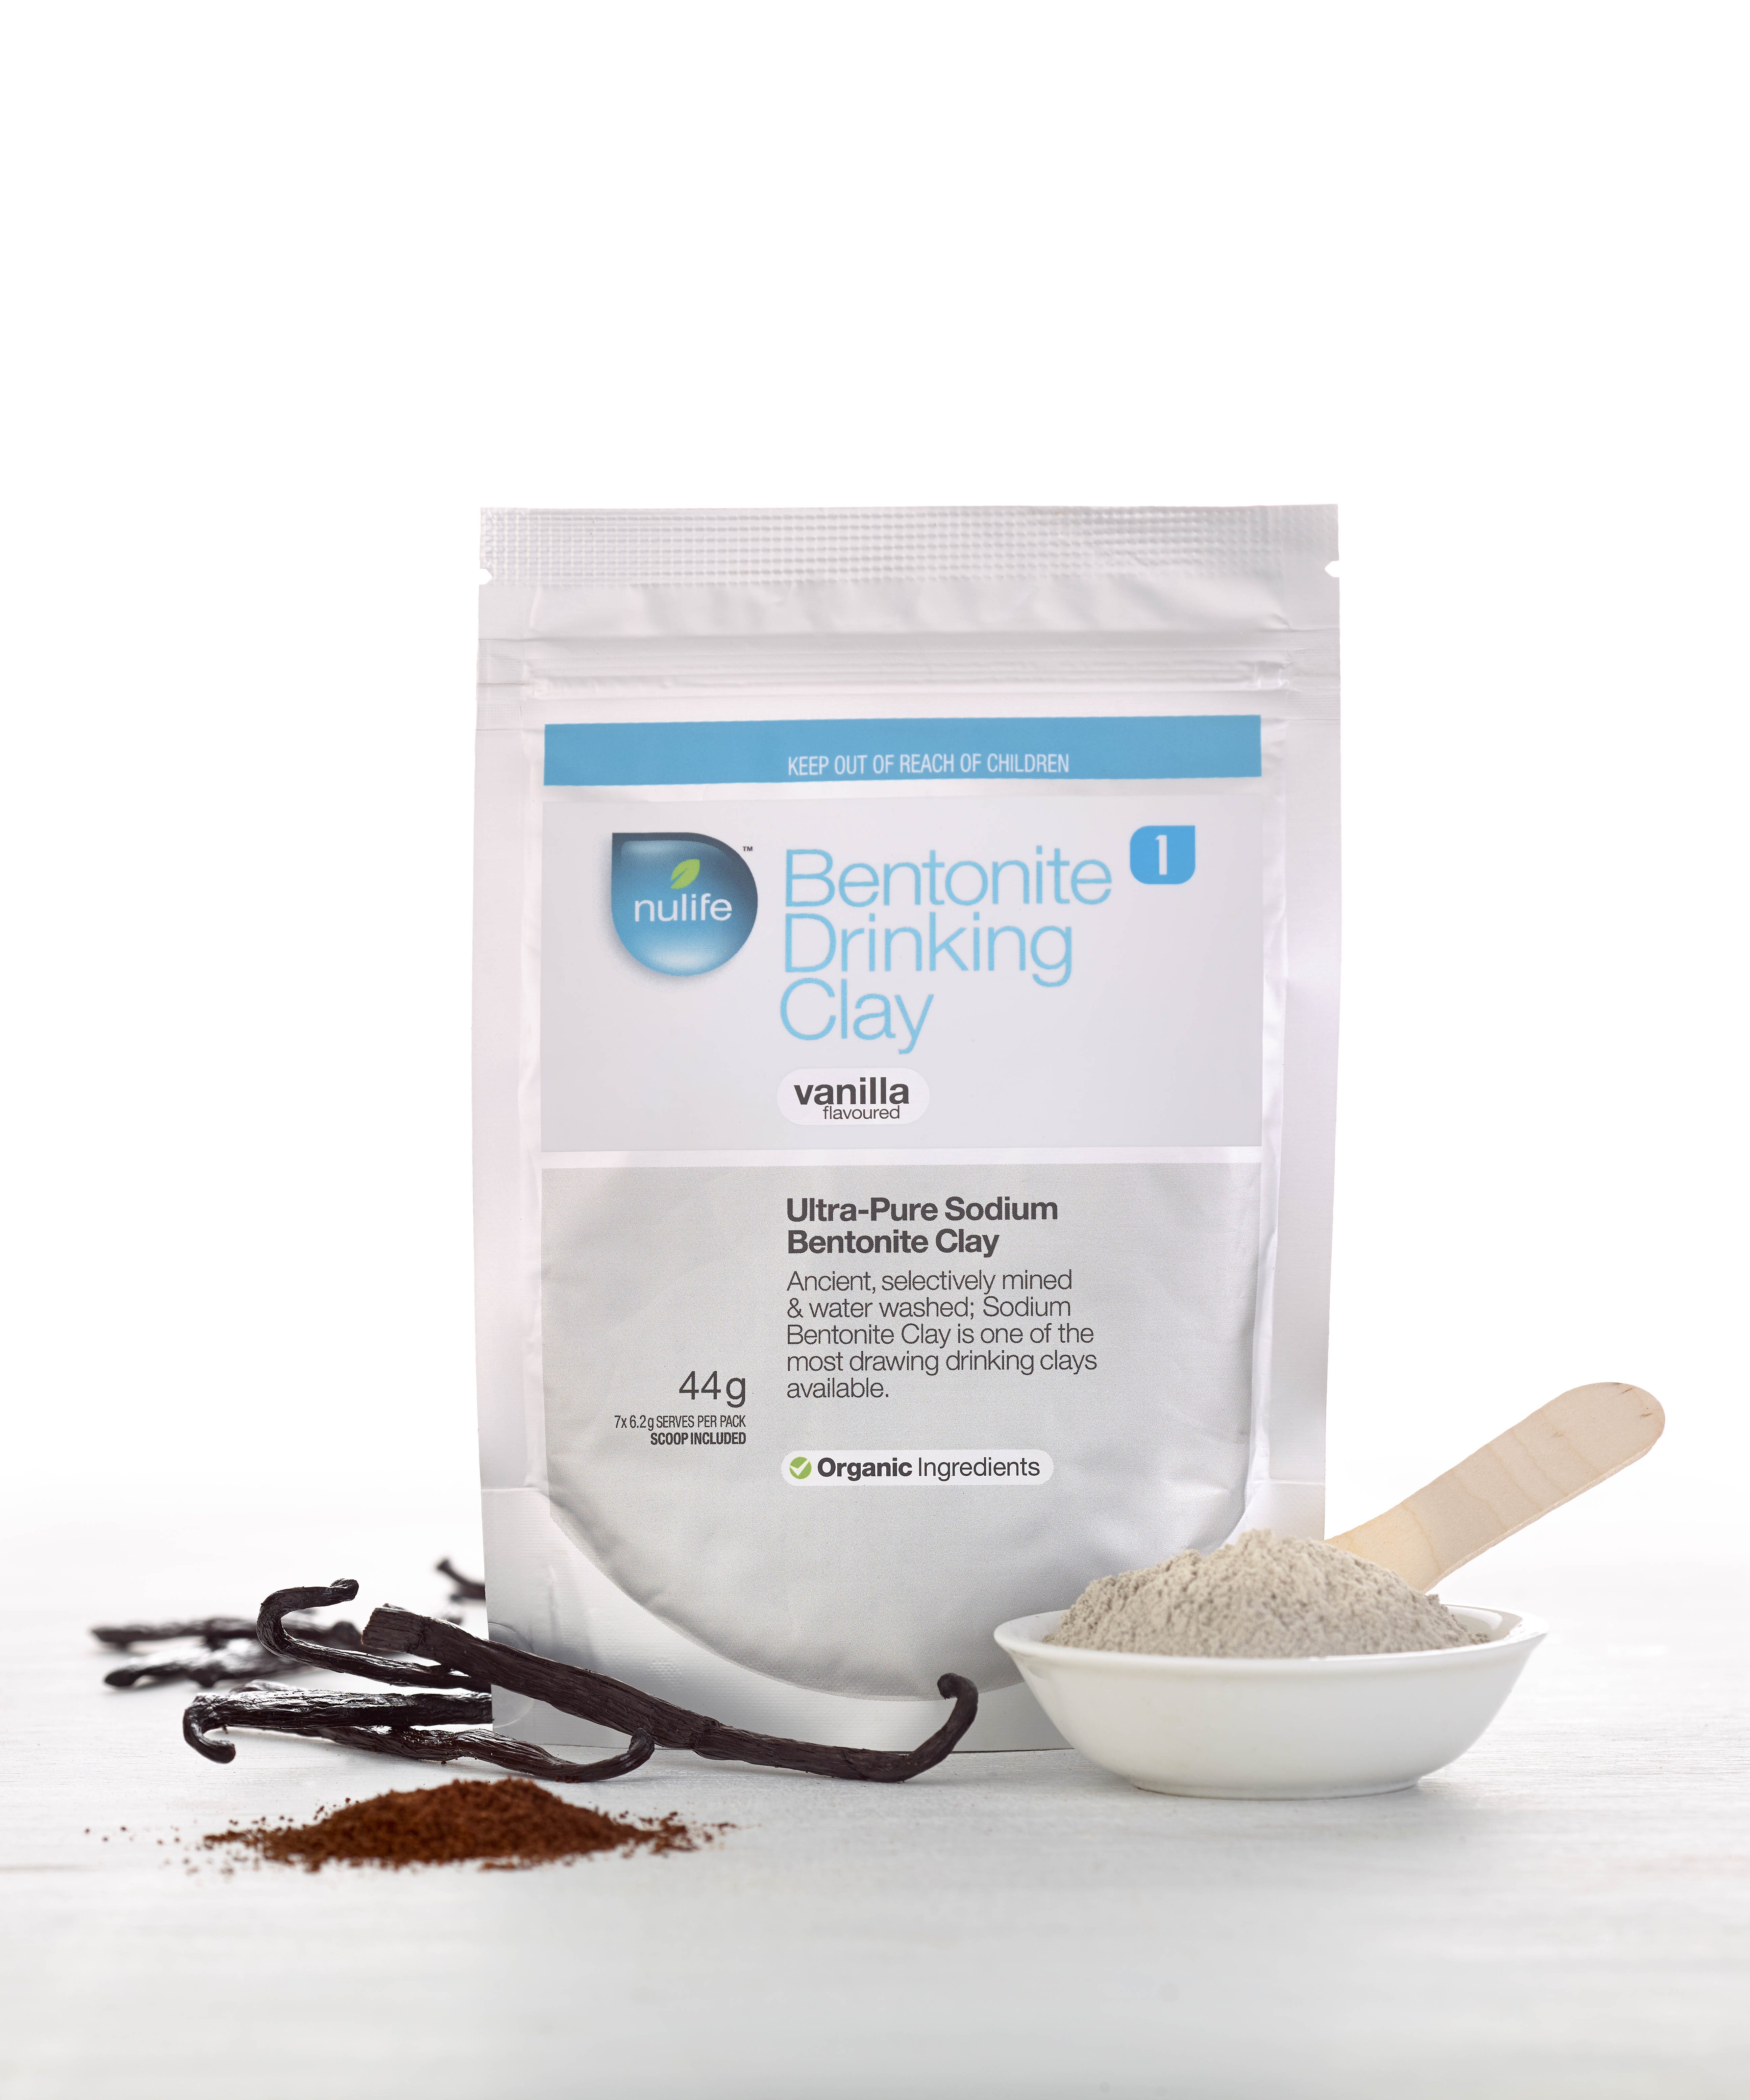 KEEP OUT OF REACH OF CHILDREN
nulife
™
Bentonite
Drinking
Clay
1
vanilla
flavoured
Ultra-Pure Sodium
Bentonite Clay
Ancient, selectively mined
& water washed; Sodium
Bentonite Clay is one of the
most drawing drinking clays
available.
44g
7x 6.2g SERVES PER PACK
SCOOP INCLUDED
Organic Ingredients